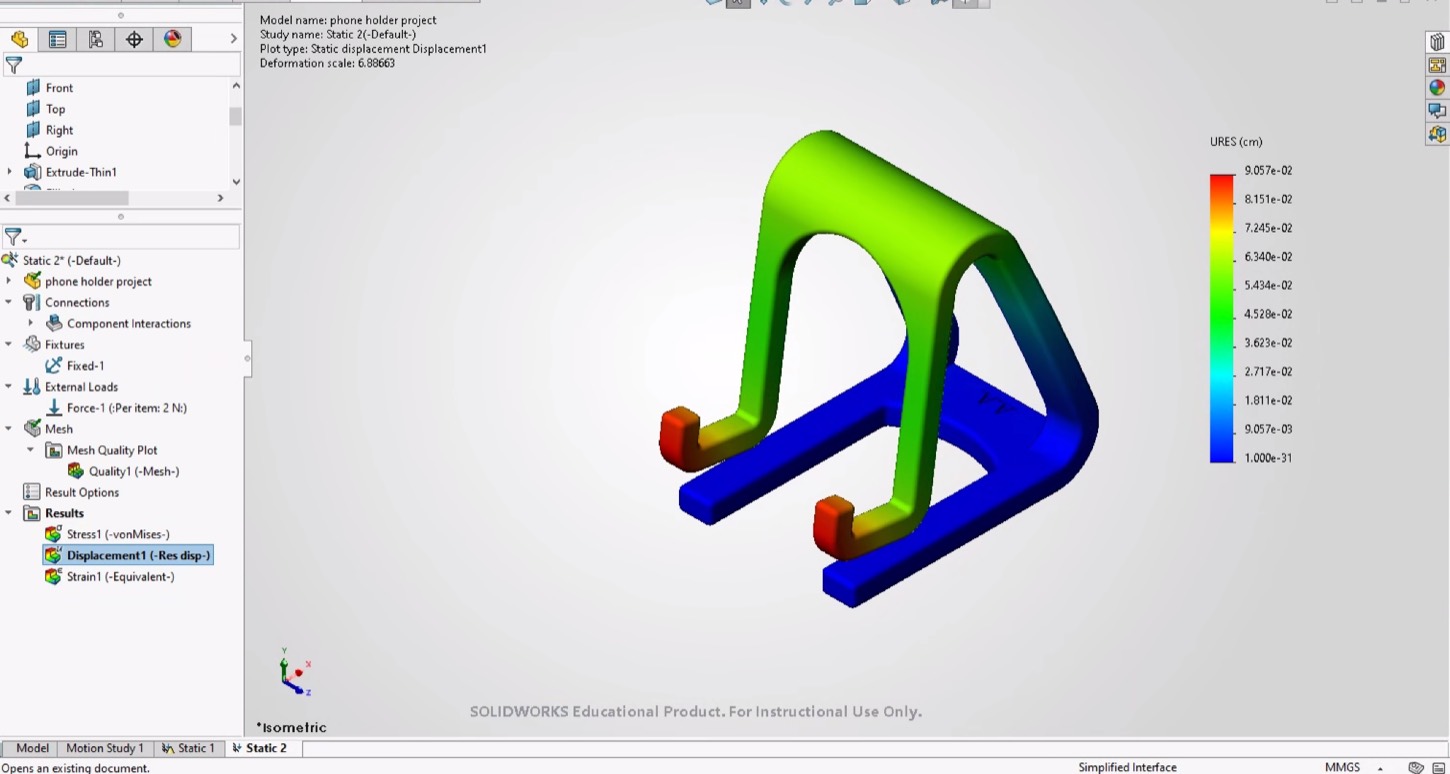 Model name: phone holder project
Study name: Static 2(-Default-)
Plot type: Static displacement Displacement1
Deformation scale: 6.88663
Front
Top
Right
Origin
Extrude-Thin1
Static 2* (-Default-)
phone holder project
Connections
Component Interactions
Fixtures
Fixed-1
External Loads
Force-1 (:Per item: 2 N:)
Mesh
Mesh Quality Plot
Quality1 (-Mesh-)
Result Options
Results
Stress1 (-vonMises-)
Displacement1 (-Res disp-)
Strain1 (-Equivalent-)
URES (cm)
9.057e-02
8.151e-02
7.245e-02
6.340e-02
5.434e-02
4.528e-02
3.623e-02
2.717e-02
1.811e-02
9.057e-03
1.000e-31
Y
X
Z
*Isometric
SOLIDWORKS Educational Product. For Instructional Use Only.
Model Motion Study 1 Static 1 Static 2
Opens an existing document. Simplified Interface MMGS